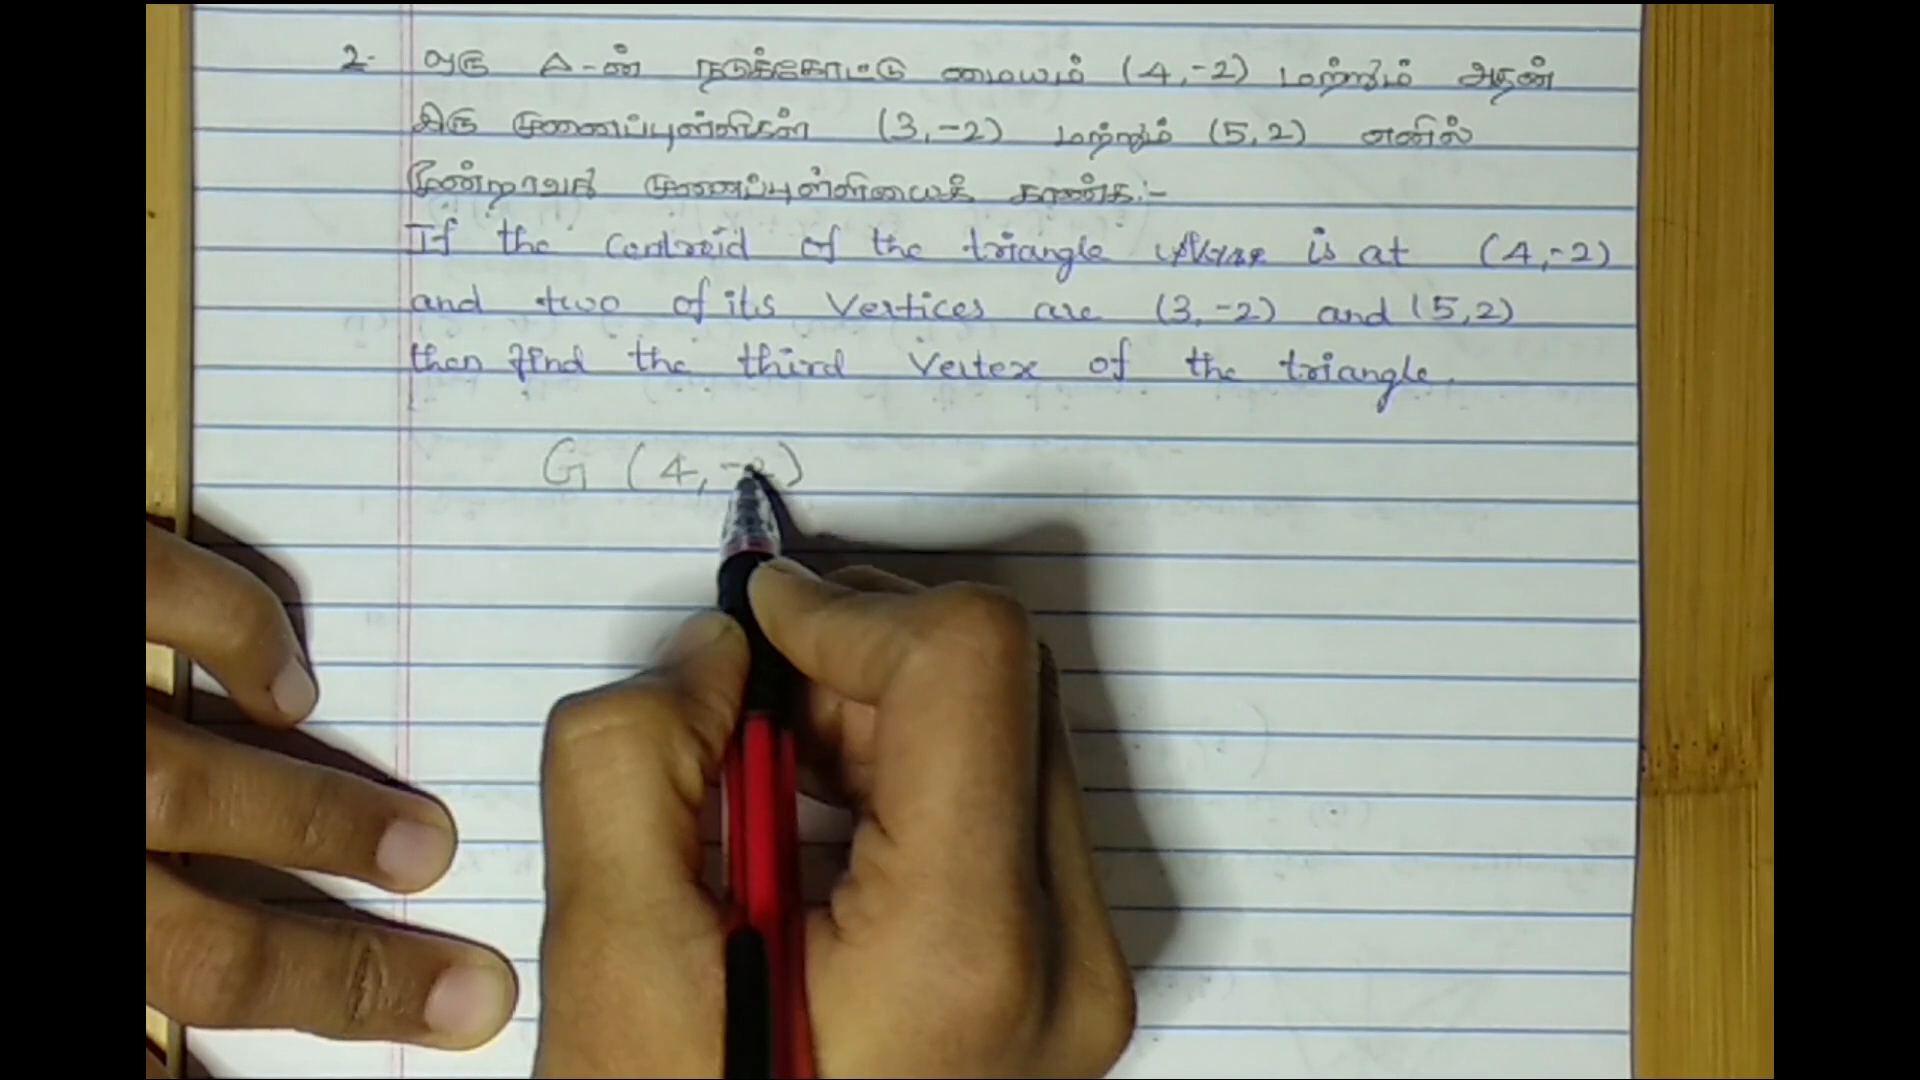 2. ஒரு △-ன் நடுக்கோட்டு மையம் (4,-2) மற்றும் அதன்
இரு முனைப்புள்ளிகள் (3,-2) மற்றும் (5,2) எனில்
மூன்றாவது முனைப்புள்ளியைக் காண்க:-
If the centroid of the triangle is at (4,-2)
and two of its vertices are (3,-2) and (5,2)
then find the third vertex of the triangle.
G (4,-2)